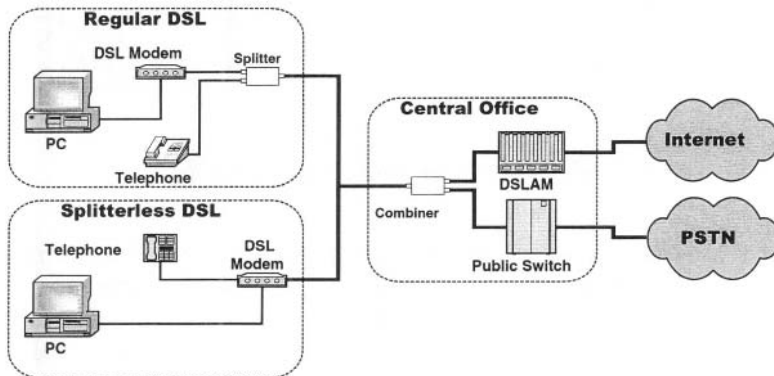 Regular DSL
DSL Modem
Splitter
PC
Telephone
Splitterless DSL
Telephone
DSL
Modem
PC
Central Office
Combiner
DSLAM
Public Switch
Internet
PSTN